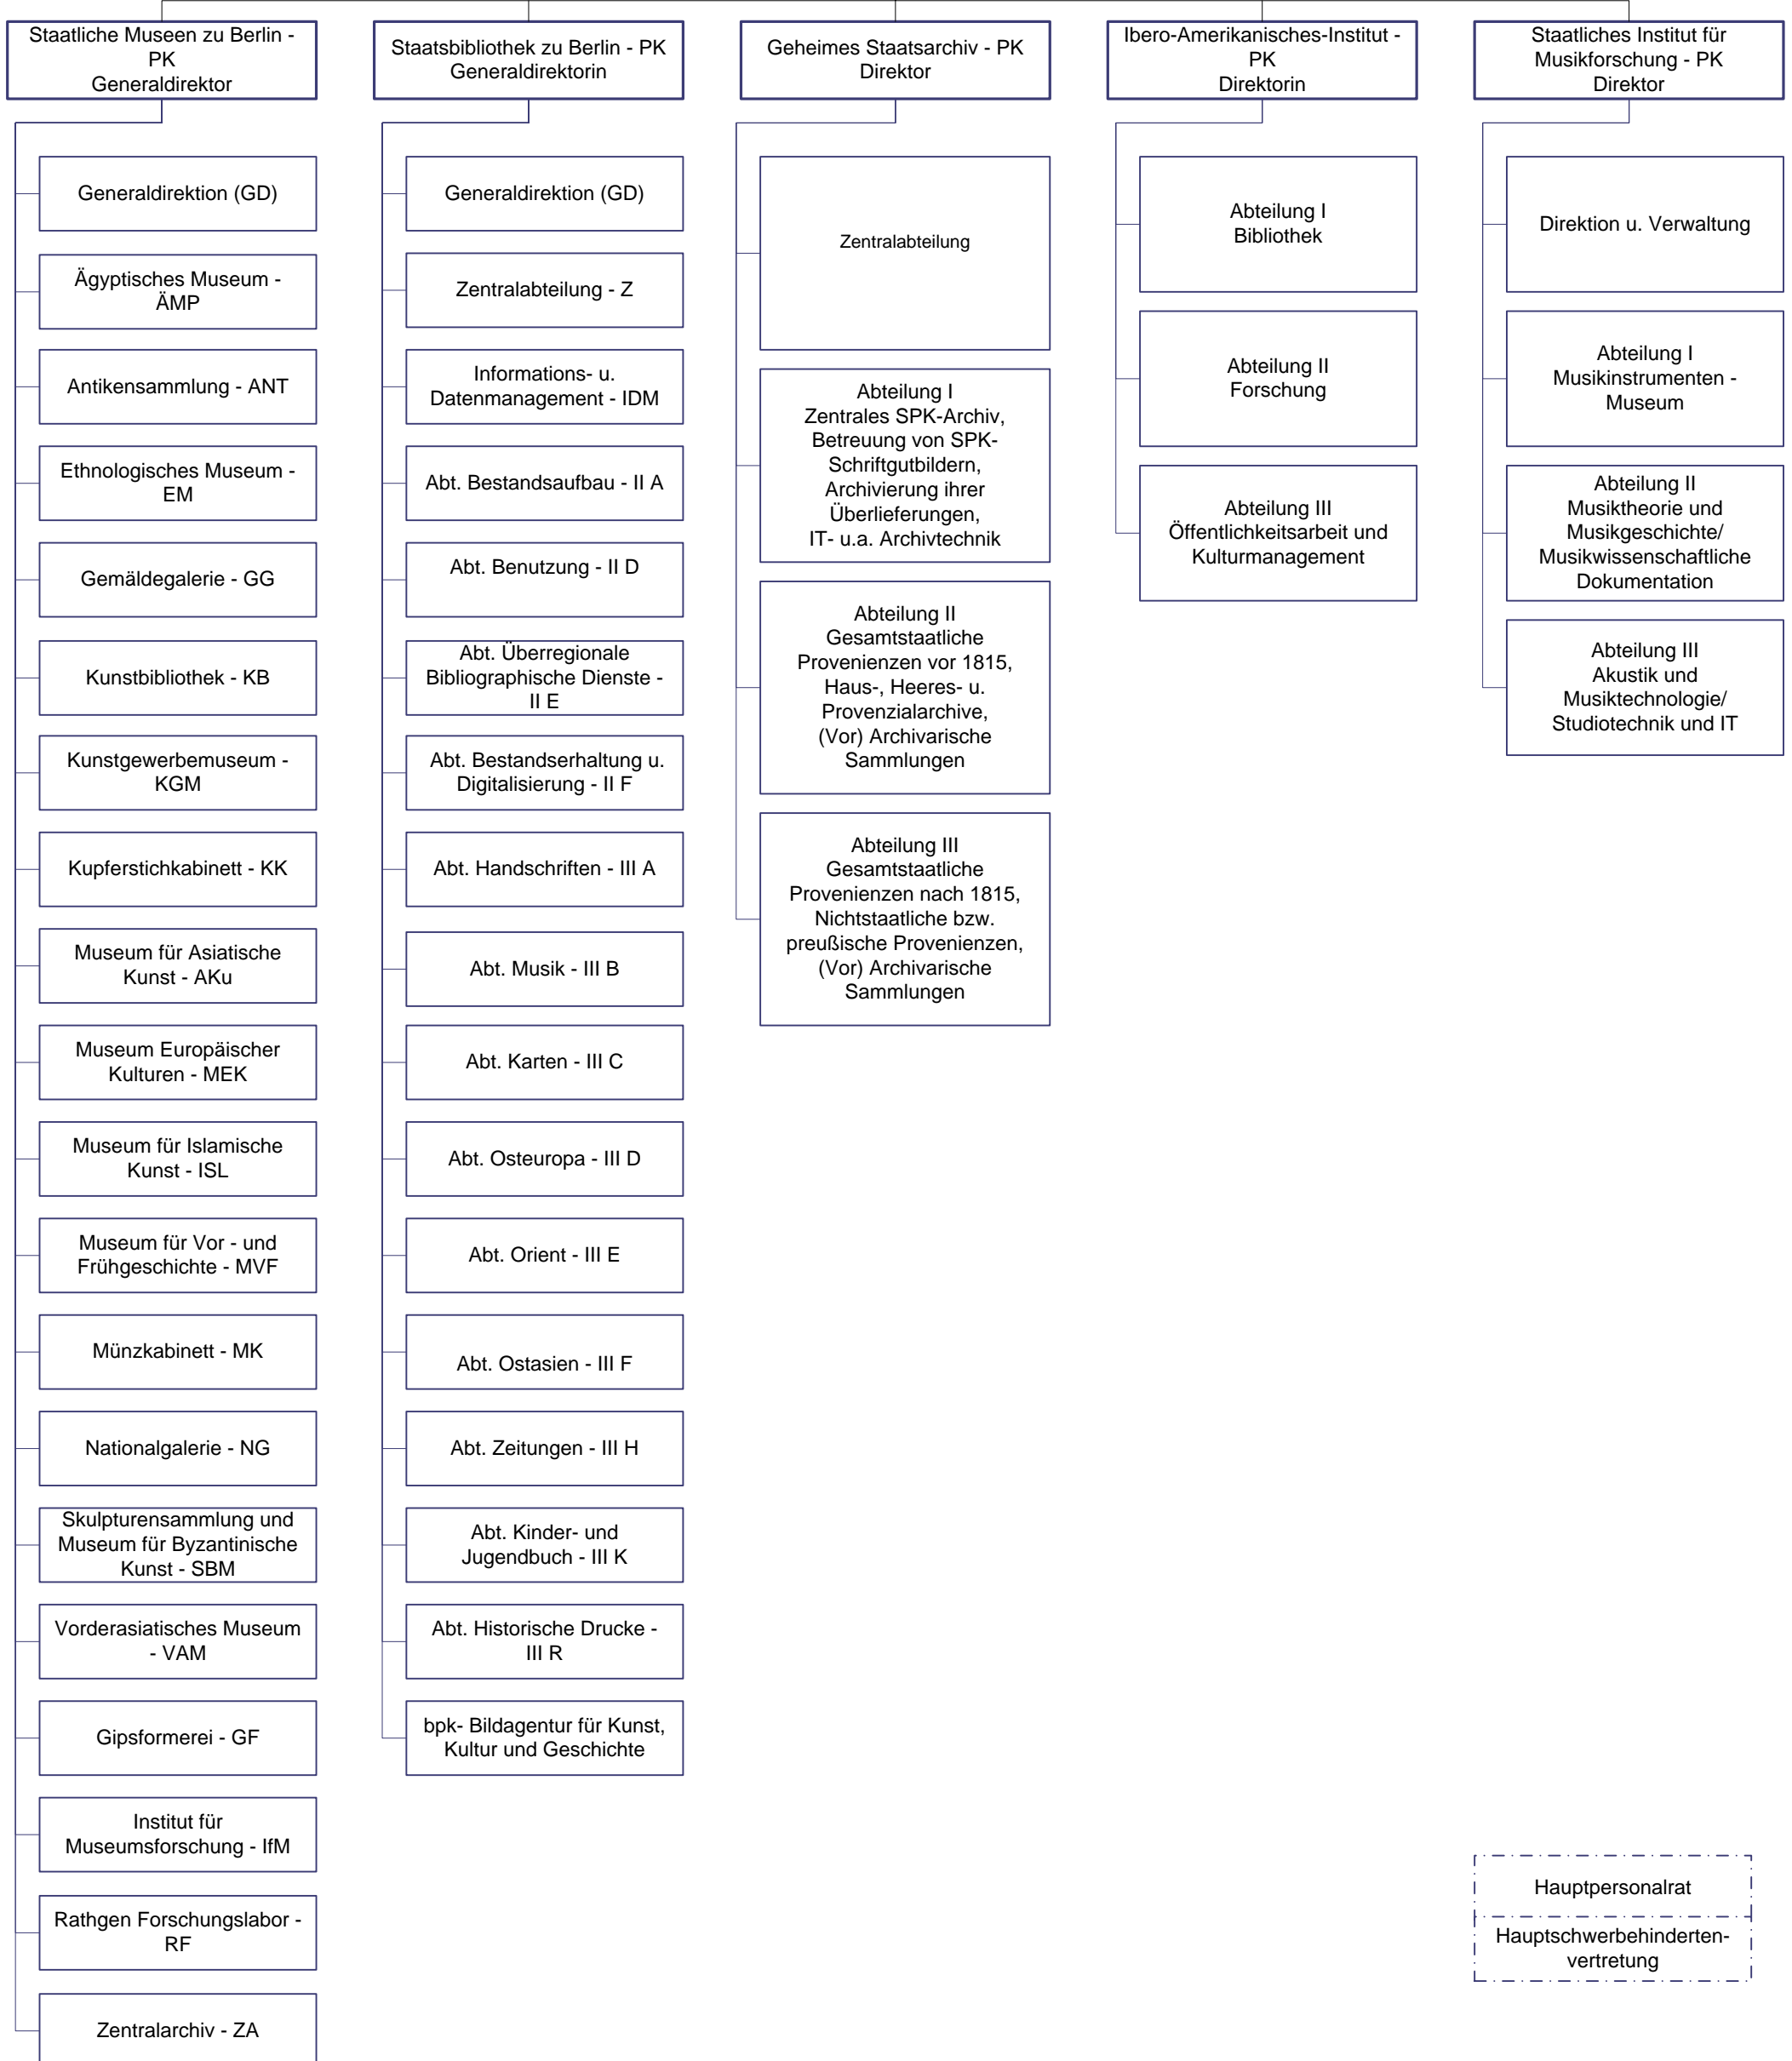 Staatliche Museen zu Berlin -
PK
Generaldirektor
Generaldirektion (GD)
Ägyptisches Museum -
ÄMP
Antikensammlung - ANT
Ethnologisches Museum -
EM
Gemäldegalerie - GG
Kunstbibliothek - KB
Kunstgewerbemuseum -
KGM
Kupferstichkabinett - KK
Museum für Asiatische
Kunst - AKu
Museum Europäischer
Kulturen - MEK
Museum für Islamische
Kunst - ISL
Museum für Vor - und
Frühgeschichte - MVF
Münzkabinett - MK
Nationalgalerie - NG
Skulpturensammlung und
Museum für Byzantinische
Kunst - SBM
Vorderasiatisches Museum
- VAM
Gipsformerei - GF
Institut für
Museumsforschung - IfM
Rathgen Forschungslabor -
RF
Zentralarchiv - ZA
Staatsbibliothek zu Berlin - PK
Generaldirektorin
Generaldirektion (GD)
Zentralabteilung - Z
Informations- u.
Datenmanagement - IDM
Abt. Bestandsaufbau - II A
Abt. Benutzung - II D
Abt. Überregionale
Bibliographische Dienste -
II E
Abt. Bestandserhaltung u.
Digitalisierung - II F
Abt. Handschriften - III A
Abt. Musik - III B
Abt. Karten - III C
Abt. Osteuropa - III D
Abt. Orient - III E
Abt. Ostasien - III F
Abt. Zeitungen - III H
Abt. Kinder- und
Jugendbuch - III K
Abt. Historische Drucke -
III R
bpk- Bildagentur für Kunst,
Kultur und Geschichte
Geheimes Staatsarchiv - PK
Direktor
Zentralabteilung
Abteilung I
Zentrales SPK-Archiv,
Betreuung von SPK-
Schriftgutbildern,
Archivierung ihrer
Überlieferungen,
IT- u.a. Archivtechnik
Abteilung II
Gesamtstaatliche
Provenienzen vor 1815,
Haus-, Heeres- u.
Provenzialarchive,
(Vor) Archivarische
Sammlungen
Abteilung III
Gesamtstaatliche
Provenienzen nach 1815,
Nichtstaatliche bzw.
preußische Provenienzen,
(Vor) Archivarische
Sammlungen
Ibero-Amerikanisches-Institut -
PK
Direktorin
Abteilung I
Bibliothek
Abteilung II
Forschung
Abteilung III
Öffentlichkeitsarbeit und
Kulturmanagement
Staatliches Institut für
Musikforschung - PK
Direktor
Direktion u. Verwaltung
Abteilung I
Musikinstrumenten -
Museum
Abteilung II
Musiktheorie und
Musikgeschichte/
Musikwissenschaftliche
Dokumentation
Abteilung III
Akustik und
Musiktechnologie/
Studiotechnik und IT
Hauptpersonalrat
Hauptschwerbehinderten-
vertretung